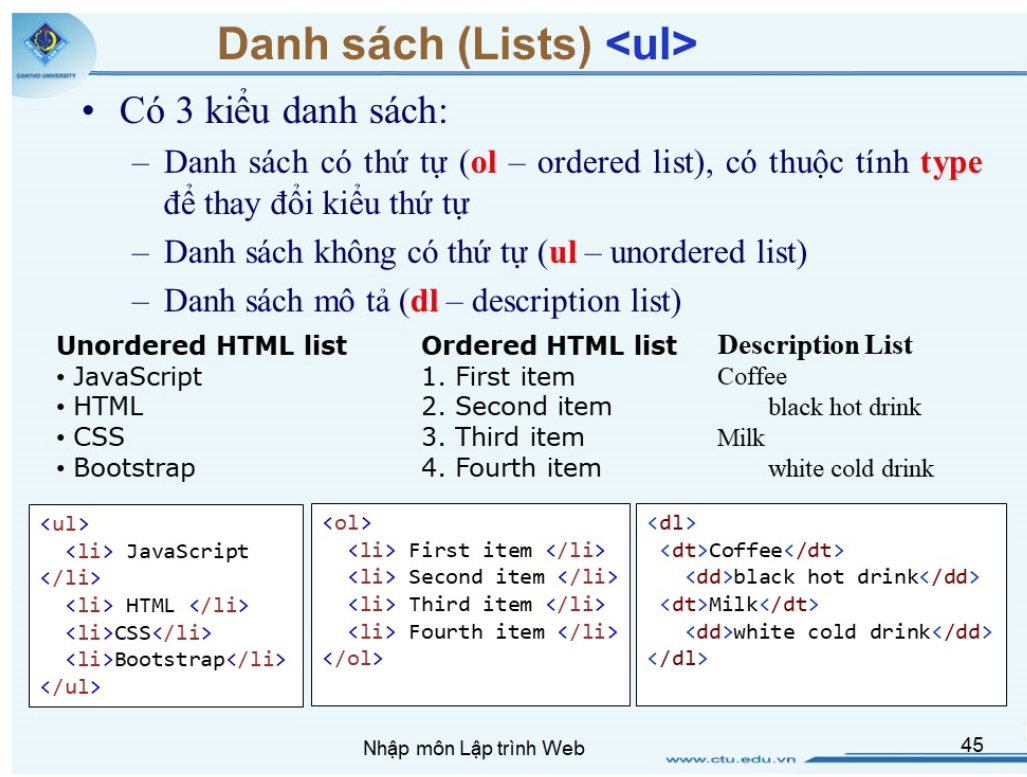 CANTHO UNIVERSITY
Danh sách (Lists) <ul>
• Có 3 kiểu danh sách:
– Danh sách có thứ tự (ol – ordered list), có thuộc tính type
để thay đổi kiểu thứ tự
– Danh sách không có thứ tự (ul – unordered list)
– Danh sách mô tả (dl – description list)
Unordered HTML list
• JavaScript
• HTML
• CSS
• Bootstrap
Ordered HTML list
1. First item
2. Second item
3. Third item
4. Fourth item
Description List
Coffee
black hot drink
Milk
white cold drink
<ul>
<li> JavaScript
</li>
<li> HTML </li>
<li>CSS</li>
<li>Bootstrap</li>
</ul>
<ol>
<li> First item </li>
<li> Second item </li>
<li> Third item </li>
<li> Fourth item </li>
</ol>
<dl>
<dt>Coffee</dt>
<dd>black hot drink</dd>
<dt>Milk</dt>
<dd>white cold drink</dd>
</dl>
Nhập môn Lập trình Web
www.ctu.edu.vn
45